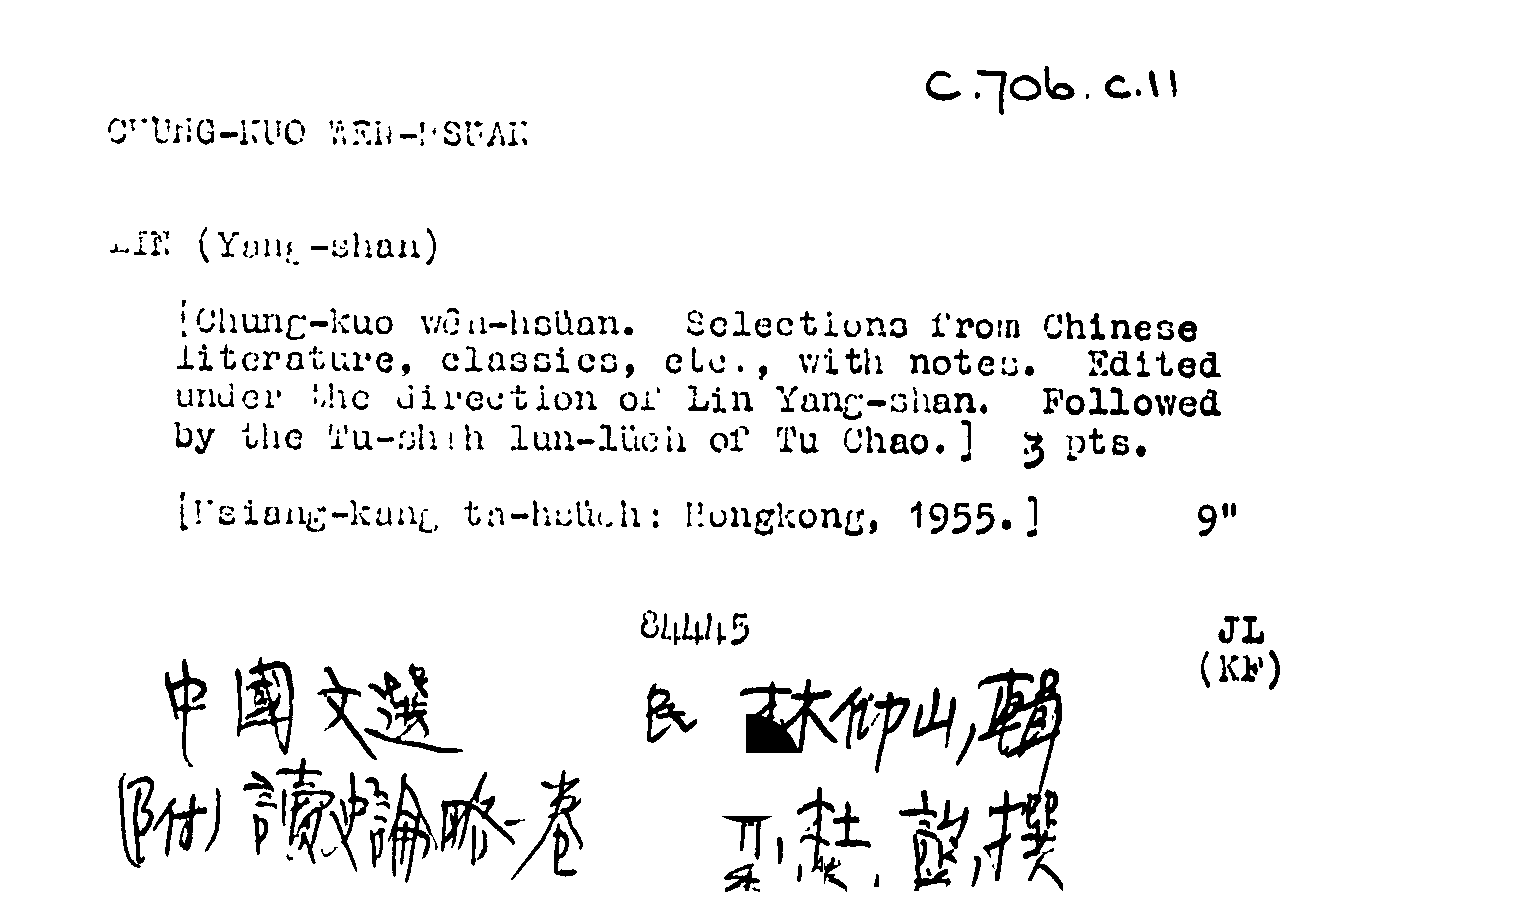 C.706.c.11
CHUNG-KUO WEN-HSUAN
LIN (Yang-shan)
[Chung-kuo wên-hsüan. Selections from Chinese
literature, classics, etc., with notes. Edited
under the direction of Lin Yang-shan. Followed
by the Tu-shih lun-lüeh of Tu Chao.] 3 pts.
[Hsiang-kang ta-hsüeh: Hongkong, 1955.] 9"
84445 JL
(KF)
中國文選 民 林仰山,輯
(附) 讀史論略一卷 杜 詔,撰